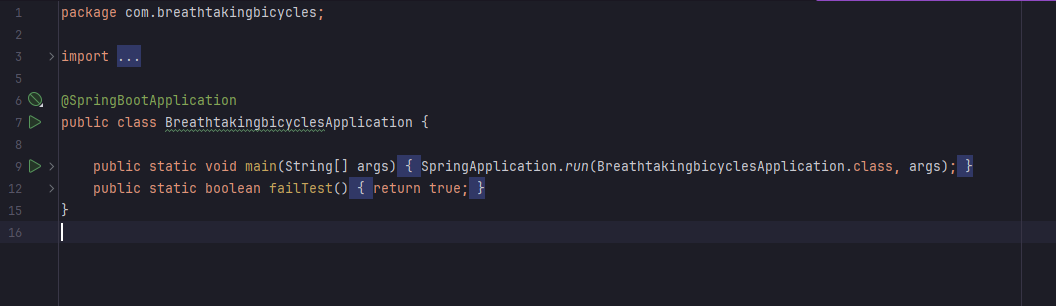 1 package com.breathtakingbicycles;
2
3 import ...
5
6 @SpringBootApplication
7 public class BreathtakingbicyclesApplication {
8
9 public static void main(String[] args) { SpringApplication.run(BreathtakingbicyclesApplication.class, args); }
12 public static boolean failTest() { return true; }
15 }
16